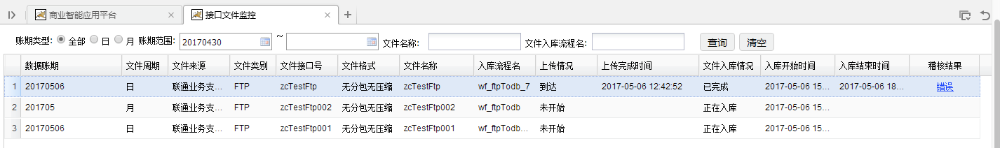 商业智能应用平台 接口文件监控
账期类型: 全部 日 月 账期范围: 20170430 ~ 文件名称: 文件入库流程名: 查询 清空
数据账期 文件周期 文件来源 文件类别 文件接口号 文件格式 文件名称 入库流程名 上传情况 上传完成时间 文件入库情况 入库开始时间 入库结束时间 稽核结果
1 20170506 日 联通业务支... FTP zcTestFtp 无分包无压缩 zcTestFtp wf_ftpTodb_7 到达 2017-05-06 12:42:52 已完成 2017-05-06 15... 2017-05-06 18... 错误
2 201705 月 联通业务支... FTP zcTestFtp002 无分包无压缩 zcTestFtp002 wf_ftpTodb 未开始 正在入库 2017-05-06 15...
3 20170506 日 联通业务支... FTP zcTestFtp001 无分包无压缩 zcTestFtp001 wf_ftpTodb... 未开始 正在入库 2017-05-06 15...